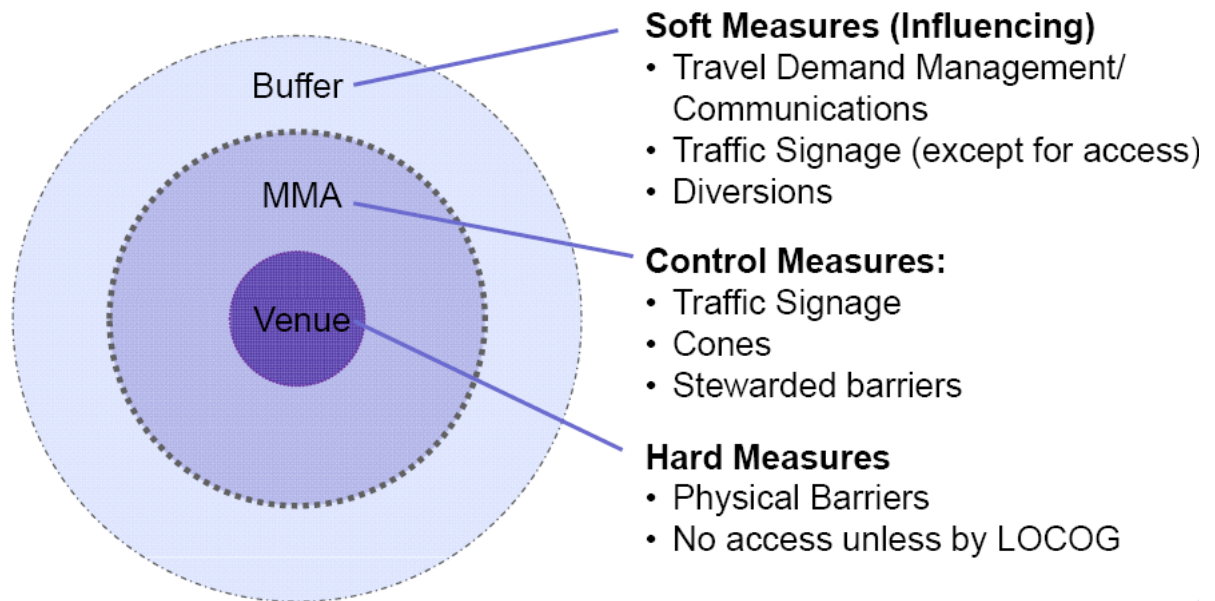 Buffer
MMA
Venue
Soft Measures (Influencing)
• Travel Demand Management/
Communications
• Traffic Signage (except for access)
• Diversions
Control Measures:
• Traffic Signage
• Cones
• Stewarded barriers
Hard Measures
• Physical Barriers
• No access unless by LOCOG